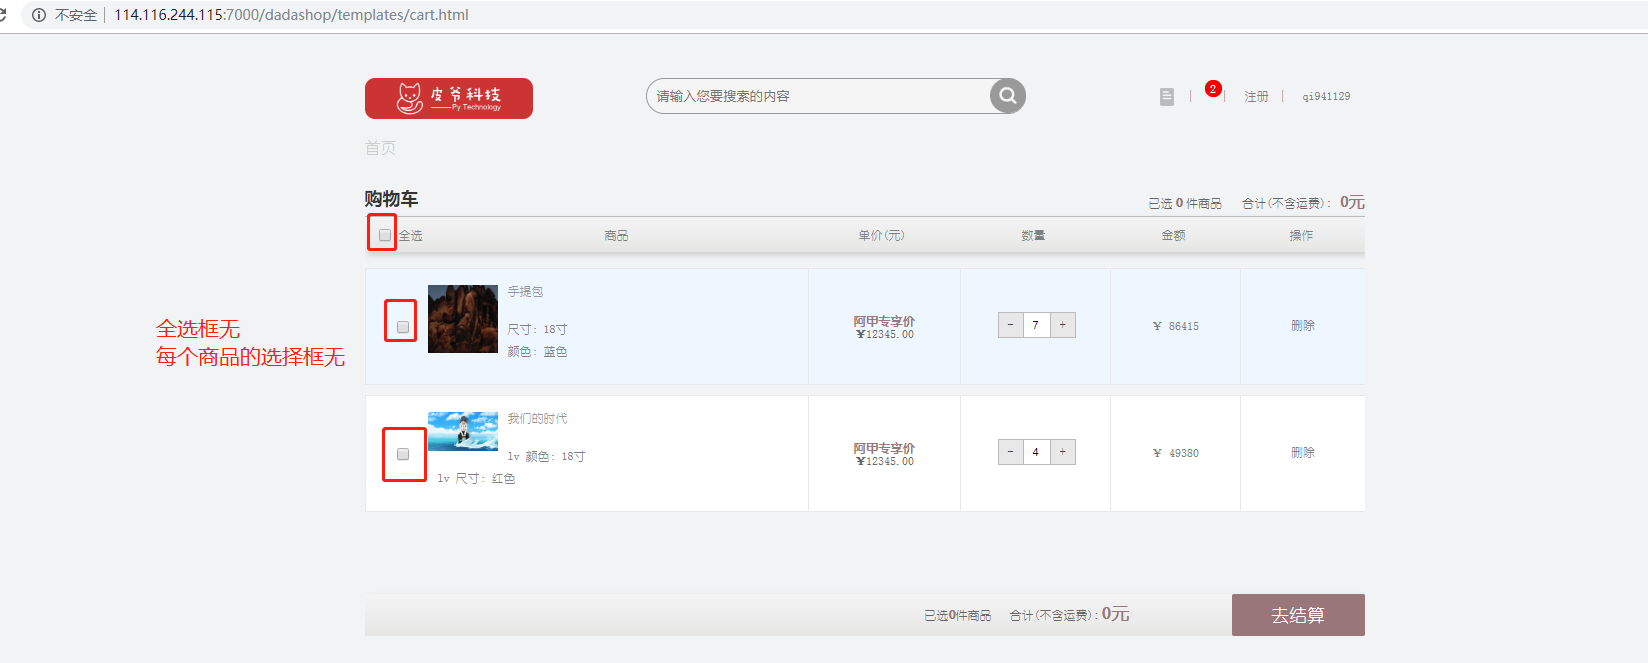 不安全 114.116.244.115:7000/dadashop/templates/cart.html
皮爷科技
Py Technology
请输入您要搜索的内容
2
注册
qi941129
首页
购物车
已选 0 件商品 合计(不含运费): 0元
全选 商品 单价(元) 数量 金额 操作
手提包
尺寸: 18寸
颜色: 蓝色
阿甲专享价
¥12345.00
- 7 +
¥ 86415
删除
全选框无
每个商品的选择框无
我们的时代
lv 颜色: 18寸
lv 尺寸: 红色
阿甲专享价
¥12345.00
- 4 +
¥ 49380
删除
已选0件商品 合计(不含运费):0元
去结算